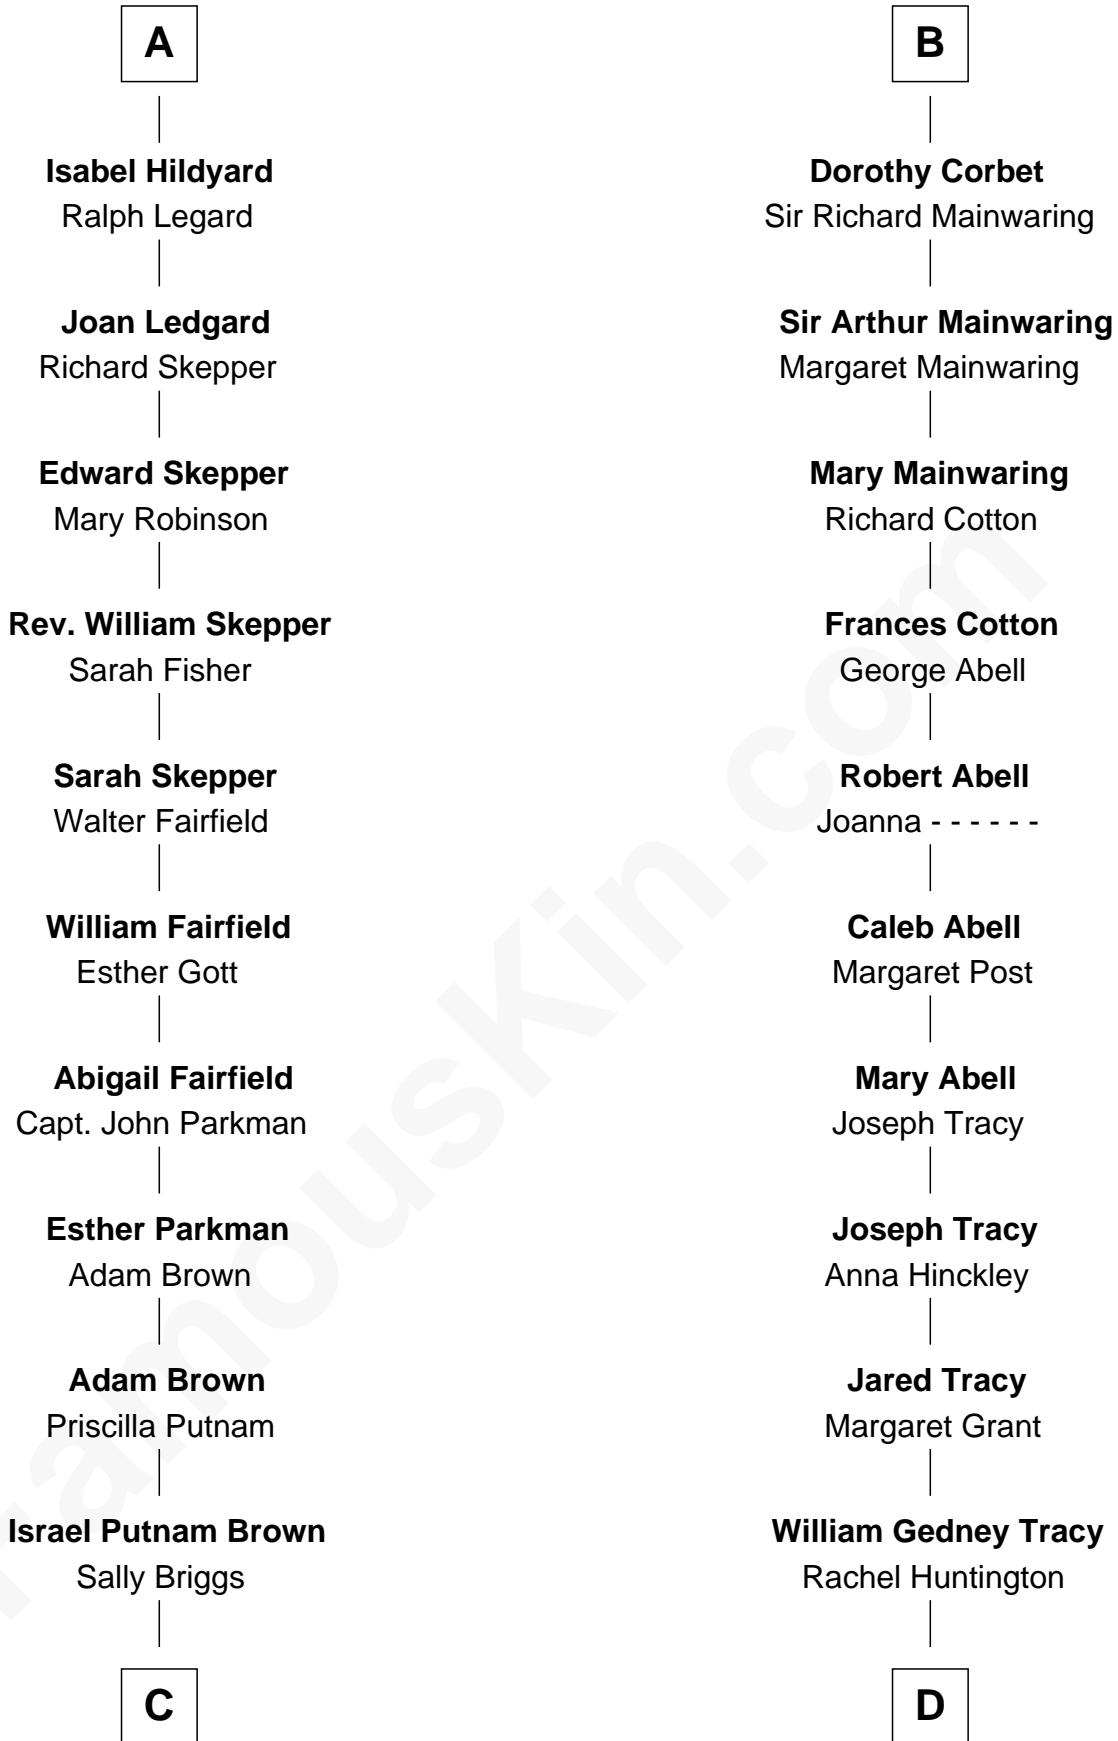 A
Isabel Hildyard
Ralph Legard
Joan Ledgard
Richard Skepper
Edward Skepper
Mary Robinson
Rev. William Skepper
Sarah Fisher
Sarah Skepper
Walter Fairfield
William Fairfield
Esther Gott
Abigail Fairfield
Capt. John Parkman
Esther Parkman
Adam Brown
Adam Brown
Priscilla Putnam
Israel Putnam Brown
Sally Briggs
C
B
Dorothy Corbet
Sir Richard Mainwaring
Sir Arthur Mainwaring
Margaret Mainwaring
Mary Mainwaring
Richard Cotton
Frances Cotton
George Abell
Robert Abell
Joanna - - - - - -
Caleb Abell
Margaret Post
Mary Abell
Joseph Tracy
Joseph Tracy
Anna Hinckley
Jared Tracy
Margaret Grant
William Gedney Tracy
Rachel Huntington
D
FamousKin.com